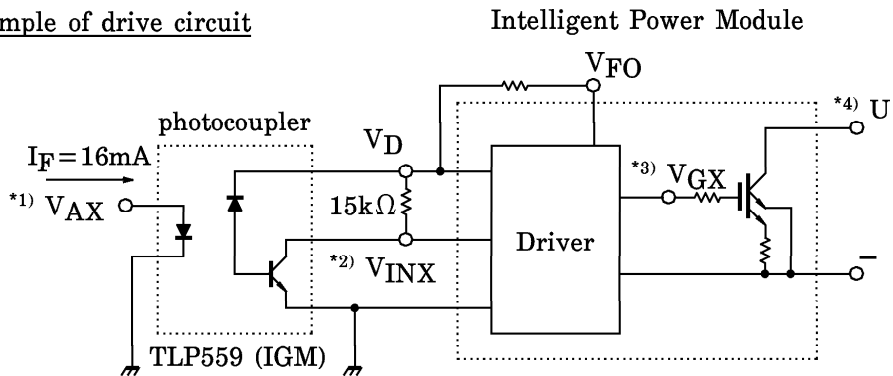 mple of drive circuit
Intelligent Power Module
VFO
photocoupler
VD
*4) U
IF=16mA
*3) VGX
*1) VAX
15kΩ
Driver
*2) VINX
−
TLP559 (IGM)